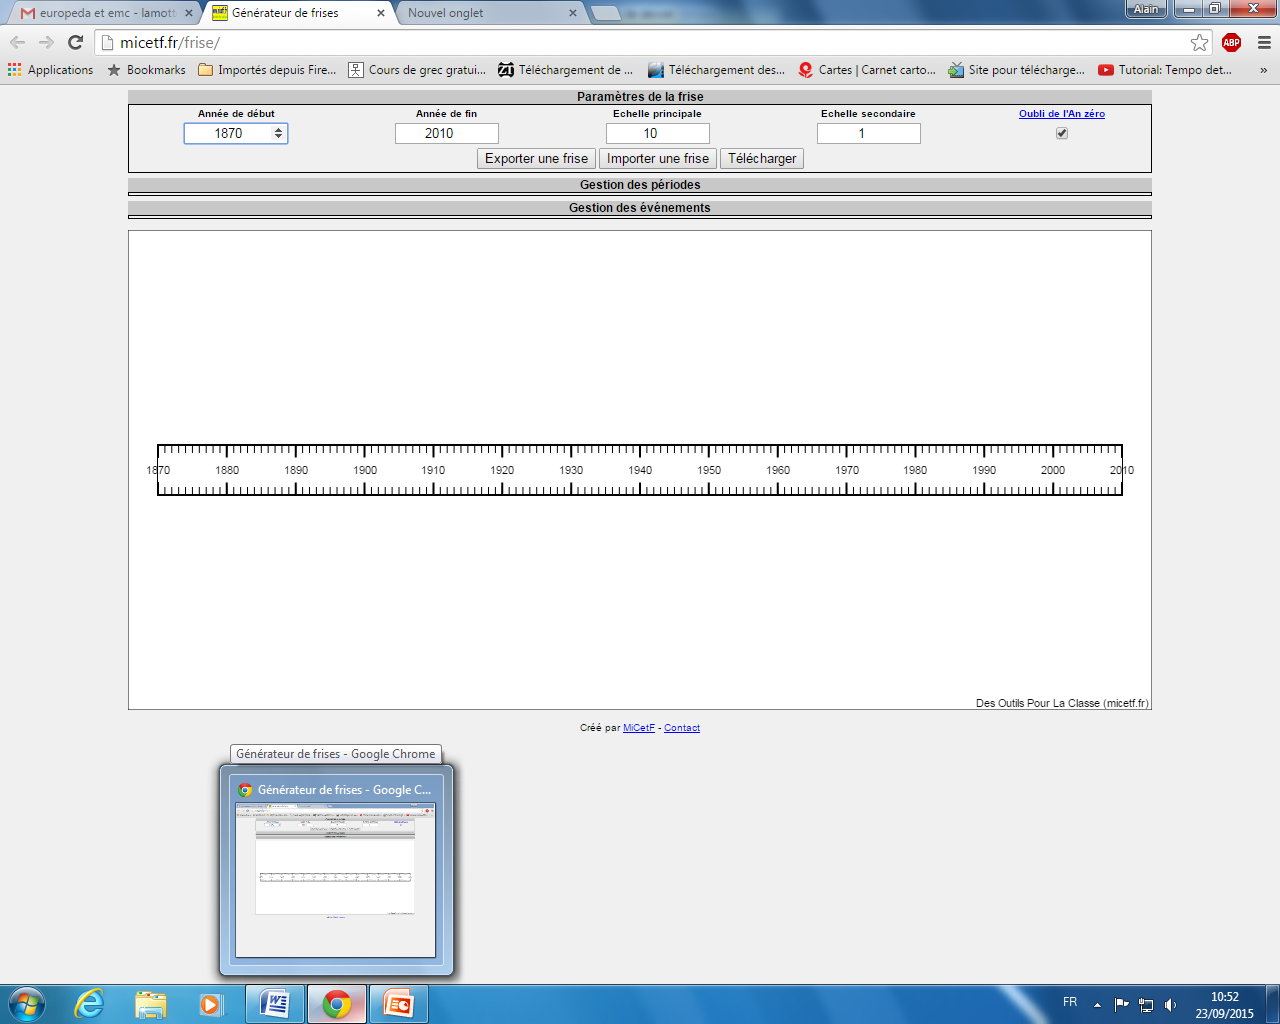 europeda et emc - lamott
Générateur de frises
Nouvel onglet
Alain
micetf.fr/frise/
ABP
Applications
Bookmarks
Importés depuis Fire...
Cours de grec gratui...
Téléchargement de ...
Téléchargement des...
Cartes | Carnet carto...
Site pour télécharge...
Tutorial: Tempo det...
»
Paramètres de la frise
Année de début
Année de fin
Echelle principale
Echelle secondaire
Oubli de l'An zéro
1870
2010
10
1
Exporter une frise
Importer une frise
Télécharger
Gestion des périodes
Gestion des événements
1870 1880 1890 1900 1910 1920 1930 1940 1950 1960 1970 1980 1990 2000 2010
Des Outils Pour La Classe (micetf.fr)
Créé par MiCetF - Contact
Générateur de frises - Google Chrome
Générateur de frises - Google C...
FR
10:52
23/09/2015